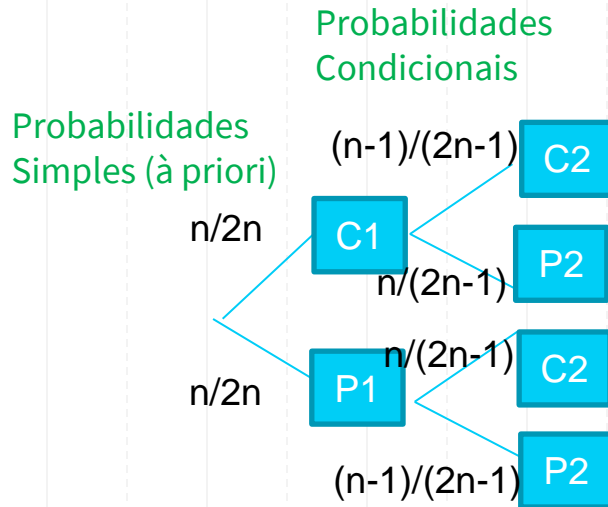 Probabilidades
Condicionais
Probabilidades
Simples (à priori)
(n-1)/(2n-1)
C2
n/2n
C1
P2
n/(2n-1)
n/(2n-1)
C2
n/2n
P1
(n-1)/(2n-1)
P2